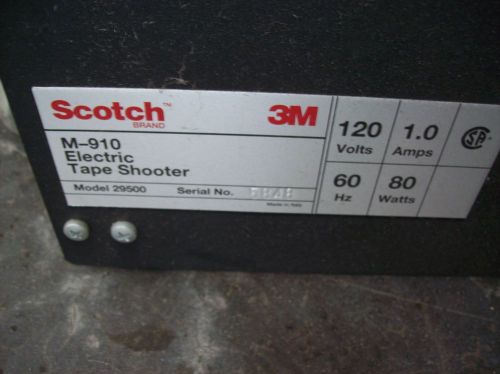 Scotch™ 3M
BRAND
M-910
Electric
Tape Shooter
Model 29500 Serial No.
120 Volts 1.0 Amps
60 Hz 80 Watts